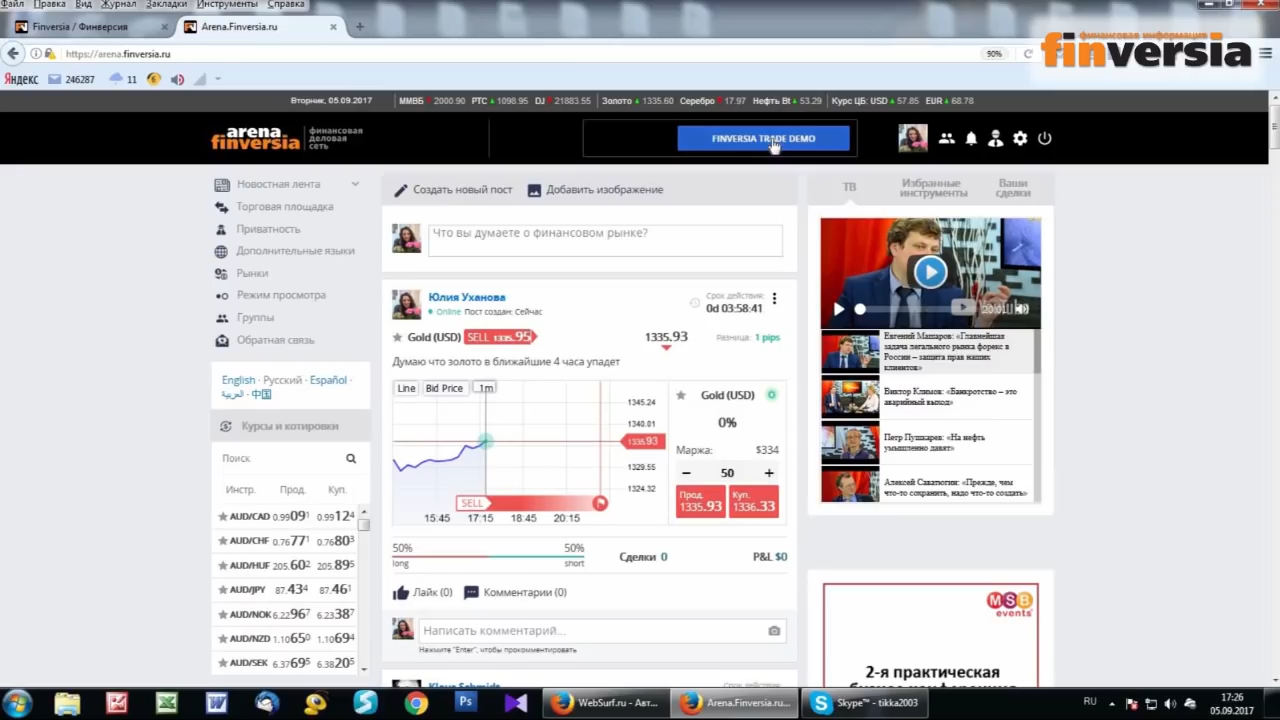 Файл Правка Вид Журнал Закладки Инструменты Справка
Finversia / Финверсия
Arena.Finversia.ru
https://arena.finversia.ru
90%
финансовая информация
finversia
Яндекс 246287 11
Вторник, 05.09.2017 ММВБ 2000.90 РТС 1098.95 DJ 21883.55 Золото 1335.60 Серебро 17.97 Нефть Bt 53.29 Курс ЦБ: USD 57.85 EUR 68.78
arena
finversia
финансовая
деловая
сеть
FINVERSIA TRADE DEMO
Новостная лента
Торговая площадка
Приватность
Дополнительные языки
Рынки
Режим просмотра
Группы
Обратная связь
English · Русский · Español ·
العربية · 中国
Курсы и котировки
Поиск
Инстр. Прод. Куп.
AUD/CAD 0.99091 0.99124
AUD/CHF 0.76771 0.76803
AUD/HUF 205.602 205.895
AUD/JPY 87.434 87.461
AUD/NOK 6.22967 6.23387
AUD/NZD 1.10650 1.10694
AUD/SEK 6.37695 6.38205
Создать новый пост Добавить изображение
Что вы думаете о финансовом рынке?
Юлия Уханова
Online Пост создан: Сейчас
Срок действия:
0d 03:58:41
Gold (USD) SELL 1335.95 1335.93 Разница: 1 pips
Думаю что золото в ближайшие 4 часа упадет
Line Bid Price 1m
1345.24
1340.01
1335.93
1329.55
1324.32
SELL
15:45 17:15 18:45 20:15
Gold (USD)
0%
Маржа: $334
− 50 +
Прод.
1335.93
Куп.
1336.33
50% 50%
long short
Сделки 0 P&L $0
Лайк (0) Комментарии (0)
Написать комментарий...
Нажмите "Enter", чтобы прокомментировать
Klaus Schmidts
Срок действия:
ТВ
Избранные
инструменты
Ваши
сделки
Евгений Машаров: «Главнейшая
задача легального рынка форекс в
России – защита прав наших
клиентов»
Виктор Климов: «Банкротство – это
аварийный выход»
Петр Пушкарев: «На нефть
умышленно давят»
Алексей Саватюгин: «Прежде, чем
что-то сохранить, надо что-то создать»
MSB
events
2-я практическая
WebSurf.ru - Авт...
Arena.Finversia.ru...
Skype™ - tikka2003
RU
17:26
05.09.2017